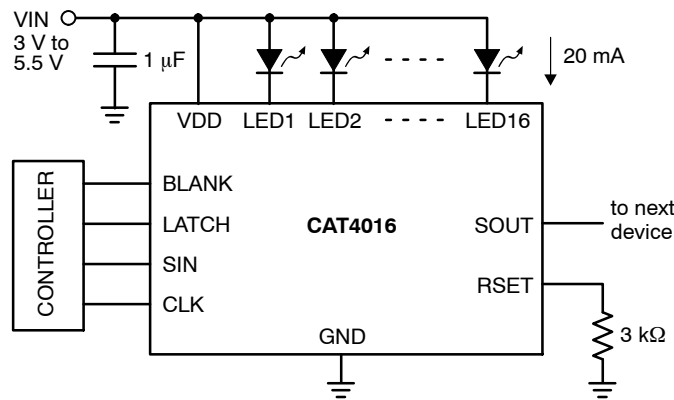 VIN
3 V to
5.5 V
1 μF
20 mA
VDD LED1 LED2 - - - - LED16
CONTROLLER
BLANK
LATCH
SIN
CLK
CAT4016
SOUT
to next
device
RSET
3 kΩ
GND